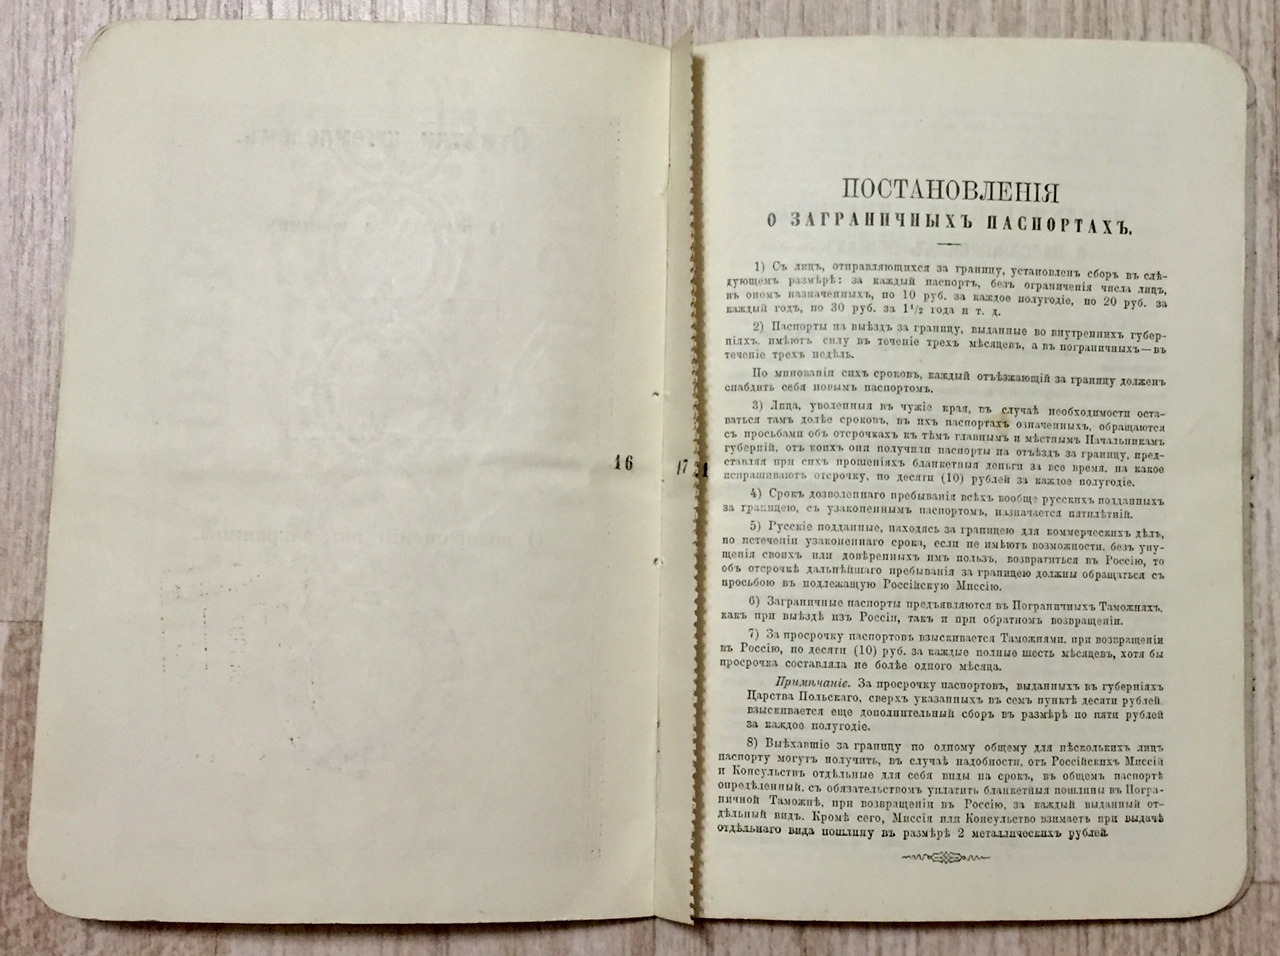 16
17
ПОСТАНОВЛЕНІЯ
О ЗАГРАНИЧНЫХЪ ПАСПОРТАХЪ.
1) Съ лицъ, отправляющихся за границу, установленъ сборъ въ слѣ-
дующемъ размѣрѣ: за каждый паспортъ, безъ ограниченія числа лицъ,
въ ономъ назначенныхъ, по 10 руб. за каждое полугодіе, по 20 руб. за
каждый годъ, по 30 руб. за 1¹/₂ года и т. д.
2) Паспорты на выѣздъ за границу, выданные во внутреннихъ губер-
ніяхъ, имѣютъ силу въ теченіе трехъ мѣсяцевъ, а въ пограничныхъ—въ
теченіе трехъ недѣль.
По минованіи сихъ сроковъ, каждый отъѣзжающій за границу долженъ
снабдить себя новымъ паспортомъ.
3) Лица, уволенныя въ чужіе края, въ случаѣ необходимости оста-
ваться тамъ долѣе сроковъ, въ ихъ паспортахъ означенныхъ, обращаются
съ просьбами объ отсрочкахъ къ тѣмъ главнымъ и мѣстнымъ Начальникамъ
губерній, отъ коихъ они получили паспорты на отъѣздъ за границу, пред-
ставляя при сихъ прошеніяхъ бланкетныя деньги за все время, на какое
испрашиваютъ отсрочку, по десяти (10) рублей за каждое полугодіе.
4) Срокъ дозволеннаго пребыванія всѣхъ вообще русскихъ подданныхъ
за границею, съ узаконеннымъ паспортомъ, назначается пятилѣтній.
5) Русскіе подданные, находясь за границею для коммерческихъ дѣлъ,
по истеченіи узаконеннаго срока, если не имѣютъ возможности, безъ упу-
щенія своихъ или довѣренныхъ имъ пользъ, возвратиться въ Россію, то
объ отсрочкѣ дальнѣйшаго пребыванія за границею должны обращаться съ
просьбою въ подлежащую Россійскую Миссію.
6) Заграничные паспорты предъявляются въ Пограничныхъ Таможняхъ,
какъ при выѣздѣ изъ Россіи, такъ и при обратномъ возвращеніи.
7) За просрочку паспортовъ взыскивается Таможнями, при возвращеніи
въ Россію, по десяти (10) руб. за каждые полные шесть мѣсяцевъ, хотя бы
просрочка составляла не болѣе одного мѣсяца.
Примѣчаніе. За просрочку паспортовъ, выданныхъ въ губерніяхъ
Царства Польскаго, сверхъ указанныхъ въ семъ пунктѣ десяти рублей,
взыскивается еще дополнительный сборъ въ размѣрѣ по пяти рублей
за каждое полугодіе.
8) Выѣхавшіе за границу по одному общему для нѣсколькихъ лицъ
паспорту могутъ получить, въ случаѣ надобности, отъ Россійскихъ Миссій
и Консульствъ отдѣльные для себя виды на срокъ, въ общемъ паспортѣ
опредѣленный, съ обязательствомъ уплатить бланкетныя пошлины въ Погра-
ничной Таможнѣ, при возвращеніи въ Россію, за каждый выданный от-
дѣльный видъ. Кромѣ сего, Миссія или Консульство взимаетъ при выдачѣ
отдѣльнаго вида пошлину въ размѣрѣ 2 металлическихъ рублей.